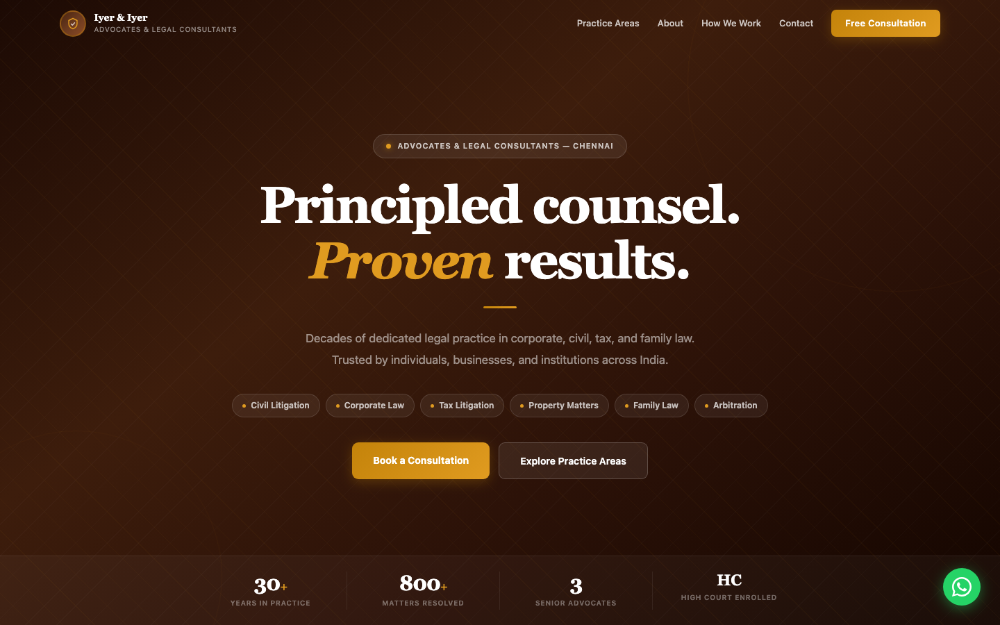 Iyer & Iyer
ADVOCATES & LEGAL CONSULTANTS
Practice Areas
About
How We Work
Contact
Free Consultation
ADVOCATES & LEGAL CONSULTANTS — CHENNAI
Principled counsel.
Proven results.
Decades of dedicated legal practice in corporate, civil, tax, and family law.
Trusted by individuals, businesses, and institutions across India.
Civil Litigation
Corporate Law
Tax Litigation
Property Matters
Family Law
Arbitration
Book a Consultation
Explore Practice Areas
30+
YEARS IN PRACTICE
800+
MATTERS RESOLVED
3
SENIOR ADVOCATES
HC
HIGH COURT ENROLLED